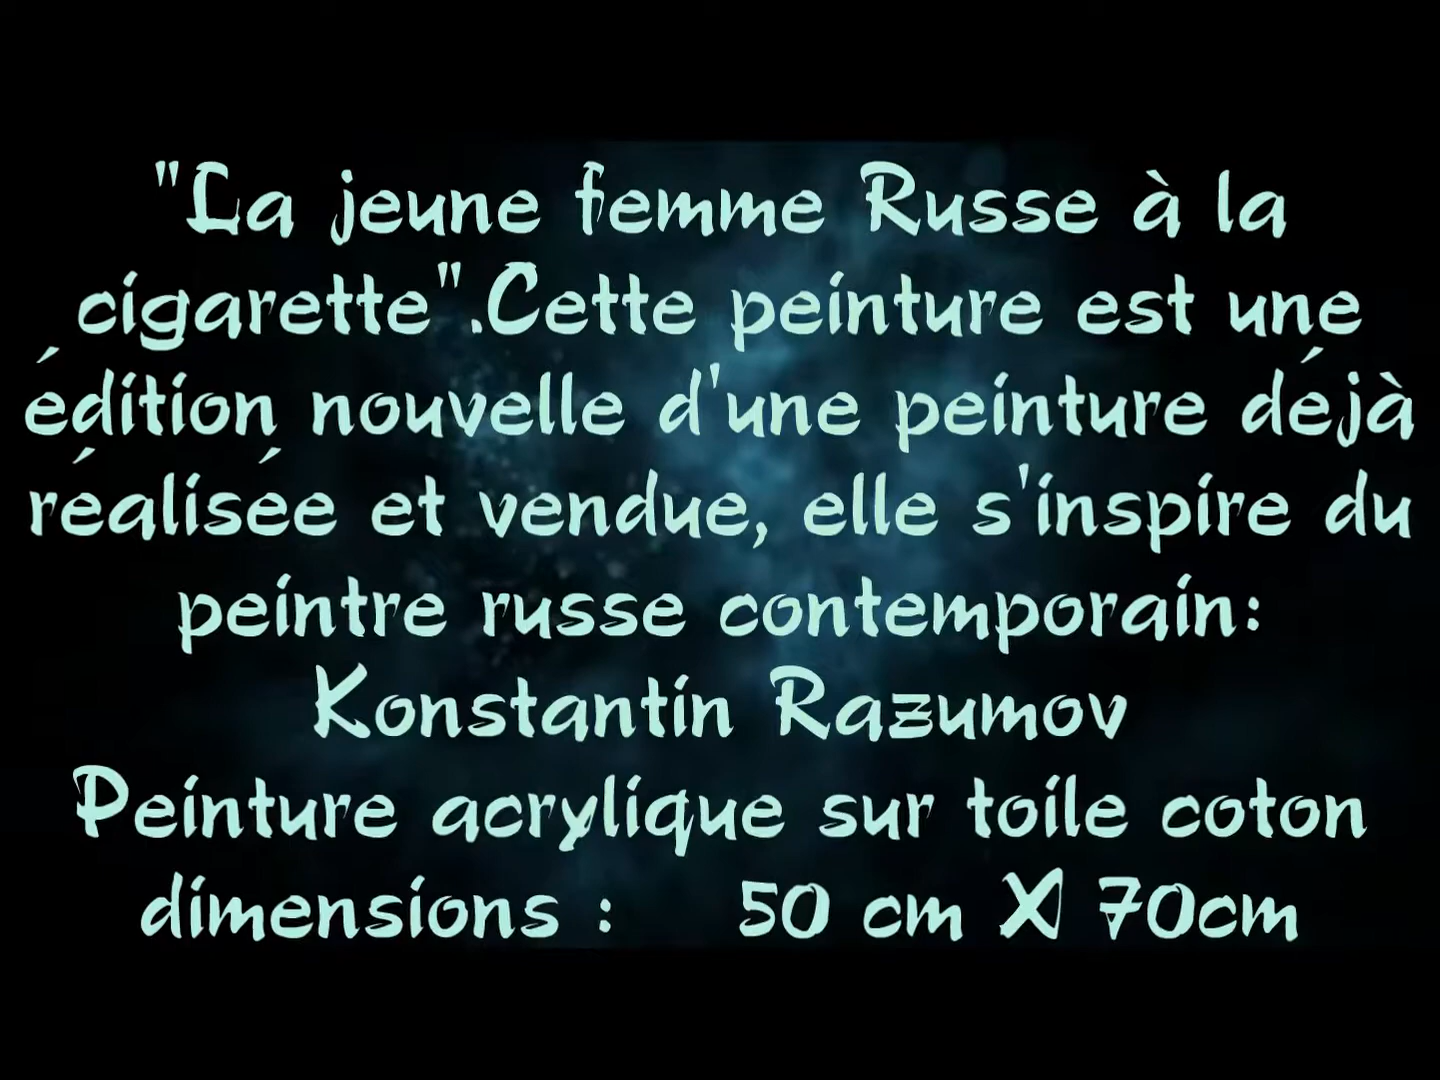 "La jeune femme Russe à la
cigarette".Cette peinture est une
édition nouvelle d'une peinture déjà
réalisée et vendue, elle s'inspire du
peintre russe contemporain:
Konstantin Razumov
Peinture acrylique sur toile coton
dimensions :    50 cm X 70cm